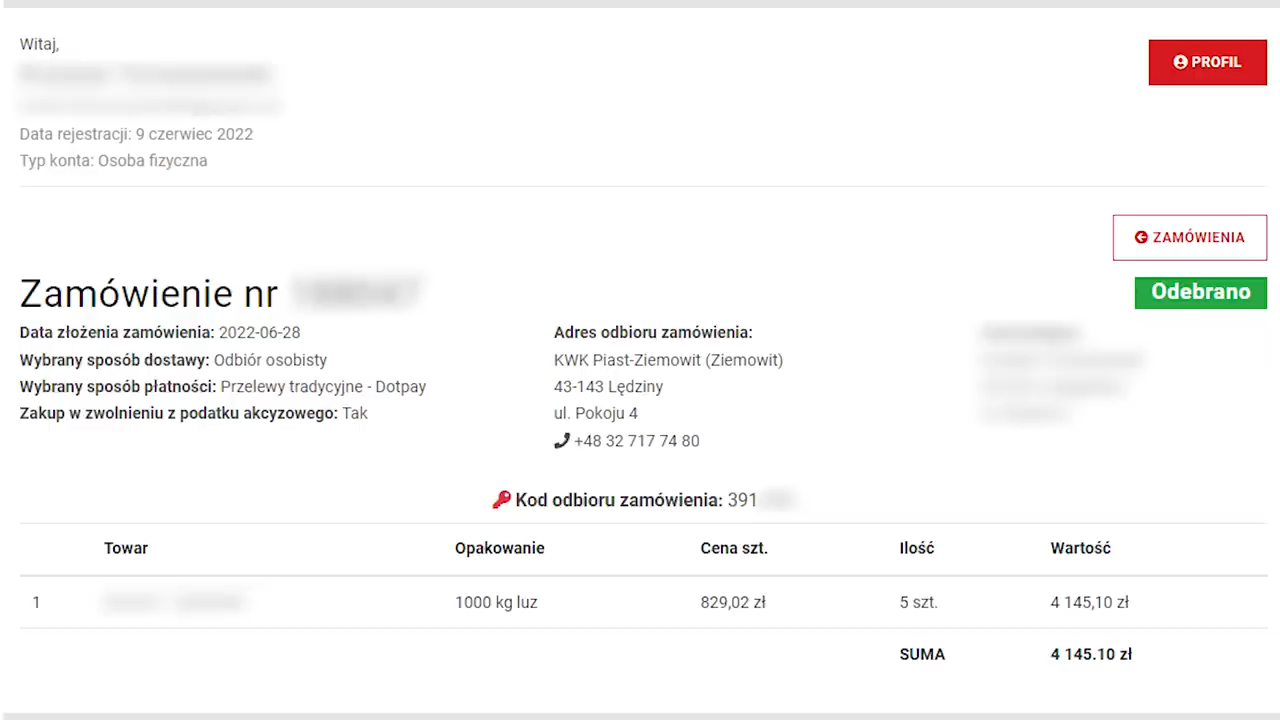 Witaj,
PROFIL
Data rejestracji: 9 czerwiec 2022
Typ konta: Osoba fizyczna
ZAMÓWIENIA
Zamówienie nr
Odebrano
Data złożenia zamówienia: 2022-06-28
Wybrany sposób dostawy: Odbiór osobisty
Wybrany sposób płatności: Przelewy tradycyjne - Dotpay
Zakup w zwolnieniu z podatku akcyzowego: Tak
Adres odbioru zamówienia:
KWK Piast-Ziemowit (Ziemowit)
43-143 Lędziny
ul. Pokoju 4
+48 32 717 74 80
Kod odbioru zamówienia: 391
Towar Opakowanie Cena szt. Ilość Wartość
1 1000 kg luz 829,02 zł 5 szt. 4 145,10 zł
SUMA 4 145.10 zł